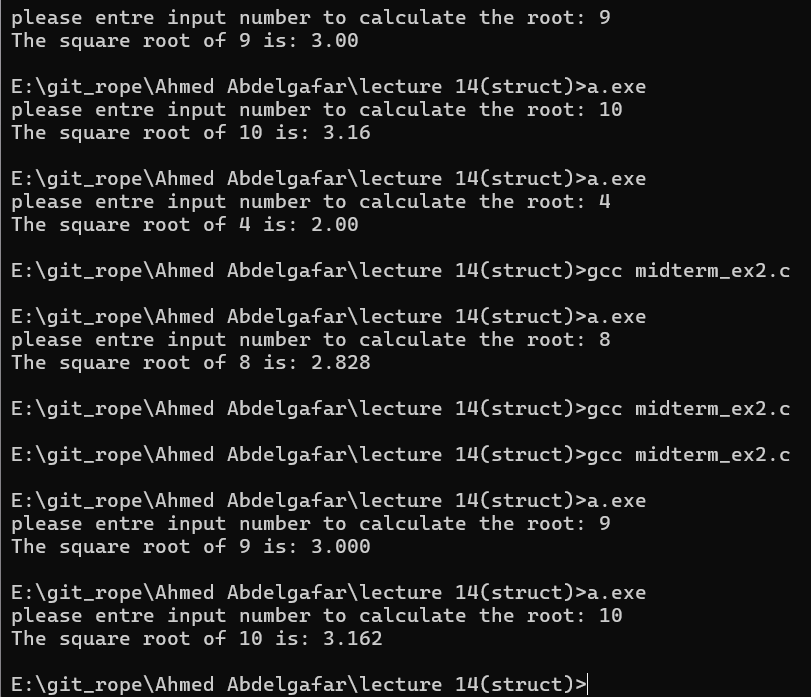 please entre input number to calculate the root: 9
The square root of 9 is: 3.00
E:\git_rope\Ahmed Abdelgafar\lecture 14(struct)>a.exe
please entre input number to calculate the root: 10
The square root of 10 is: 3.16
E:\git_rope\Ahmed Abdelgafar\lecture 14(struct)>a.exe
please entre input number to calculate the root: 4
The square root of 4 is: 2.00
E:\git_rope\Ahmed Abdelgafar\lecture 14(struct)>gcc midterm_ex2.c
E:\git_rope\Ahmed Abdelgafar\lecture 14(struct)>a.exe
please entre input number to calculate the root: 8
The square root of 8 is: 2.828
E:\git_rope\Ahmed Abdelgafar\lecture 14(struct)>gcc midterm_ex2.c
E:\git_rope\Ahmed Abdelgafar\lecture 14(struct)>gcc midterm_ex2.c
E:\git_rope\Ahmed Abdelgafar\lecture 14(struct)>a.exe
please entre input number to calculate the root: 9
The square root of 9 is: 3.000
E:\git_rope\Ahmed Abdelgafar\lecture 14(struct)>a.exe
please entre input number to calculate the root: 10
The square root of 10 is: 3.162
E:\git_rope\Ahmed Abdelgafar\lecture 14(struct)>